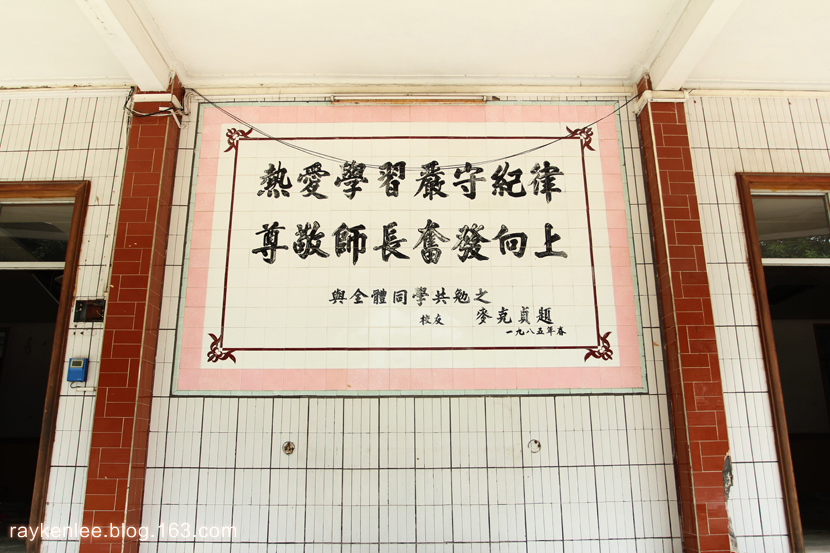 熱愛學習嚴守紀律
尊敬師長奮發向上
與全體同學共勉之
校友 麥克貞題
一九八五年春
raykenlee.blog.163.com